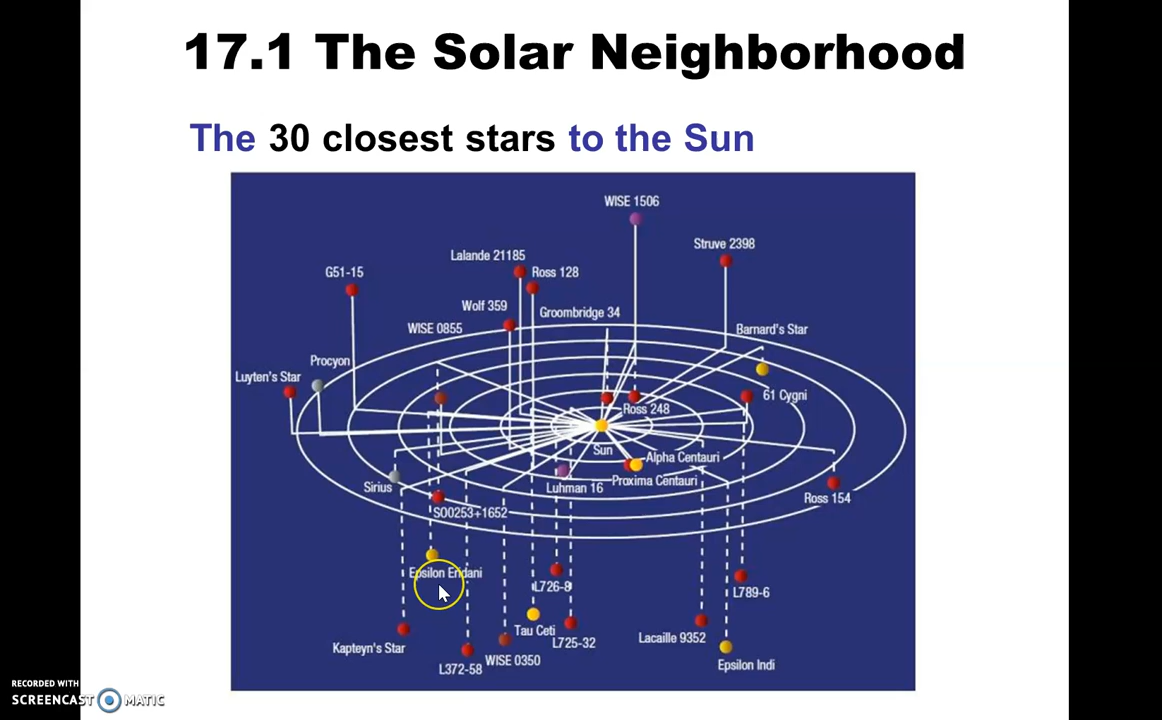 17.1 The Solar Neighborhood
The 30 closest stars to the Sun
WISE 1506
Struve 2398
Lalande 21185
G51-15
Ross 128
Wolf 359
Groombridge 34
WISE 0855
Barnard's Star
Procyon
Luyten's Star
61 Cygni
Ross 248
Sun
Alpha Centauri
Proxima Centauri
Sirius
Luhman 16
Ross 154
SO0253+1652
Epsilon Eridani
L726-8
L789-6
Tau Ceti
L725-32
Lacaille 9352
Kapteyn's Star
L372-58
WISE 0350
Epsilon Indi
RECORDED WITH
SCREENCAST MATIC